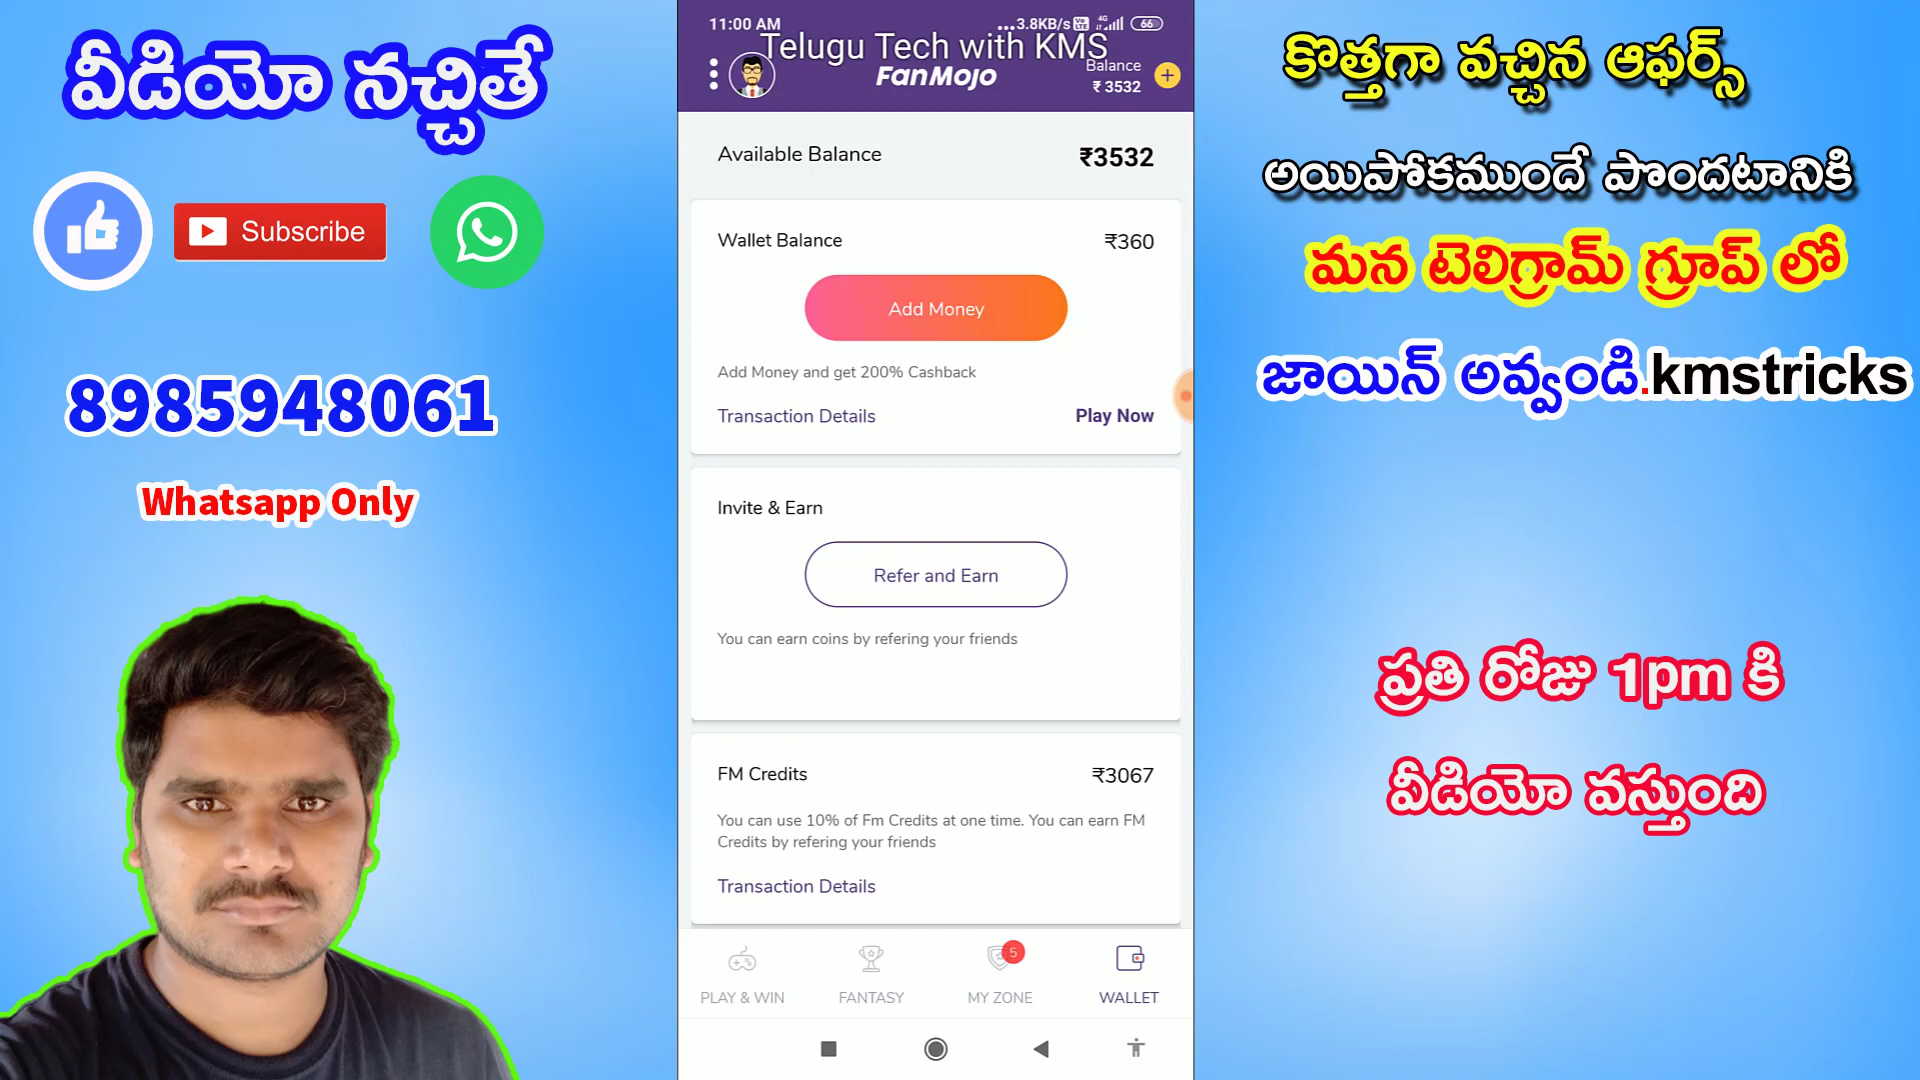 వీడియో నచ్చితే
Subscribe
8985948061
Whatsapp Only
11:00 AM
...3.8KB/s VoLTE 4G 66
Telugu Tech with KMS
FanMojo
Balance
₹ 3532
Available Balance ₹3532
Wallet Balance ₹360
Add Money
Add Money and get 200% Cashback
Transaction Details Play Now
Invite & Earn
Refer and Earn
You can earn coins by refering your friends
FM Credits ₹3067
You can use 10% of Fm Credits at one time. You can earn FM
Credits by refering your friends
Transaction Details
5
PLAY & WIN FANTASY MY ZONE WALLET
కొత్తగా వచ్చిన ఆఫర్స్
అయిపోకముందే పొందటానికి
మన టెలిగ్రామ్ గ్రూప్ లో
జాయిన్ అవ్వండి.kmstricks
ప్రతి రోజు 1pm కి
వీడియో వస్తుంది